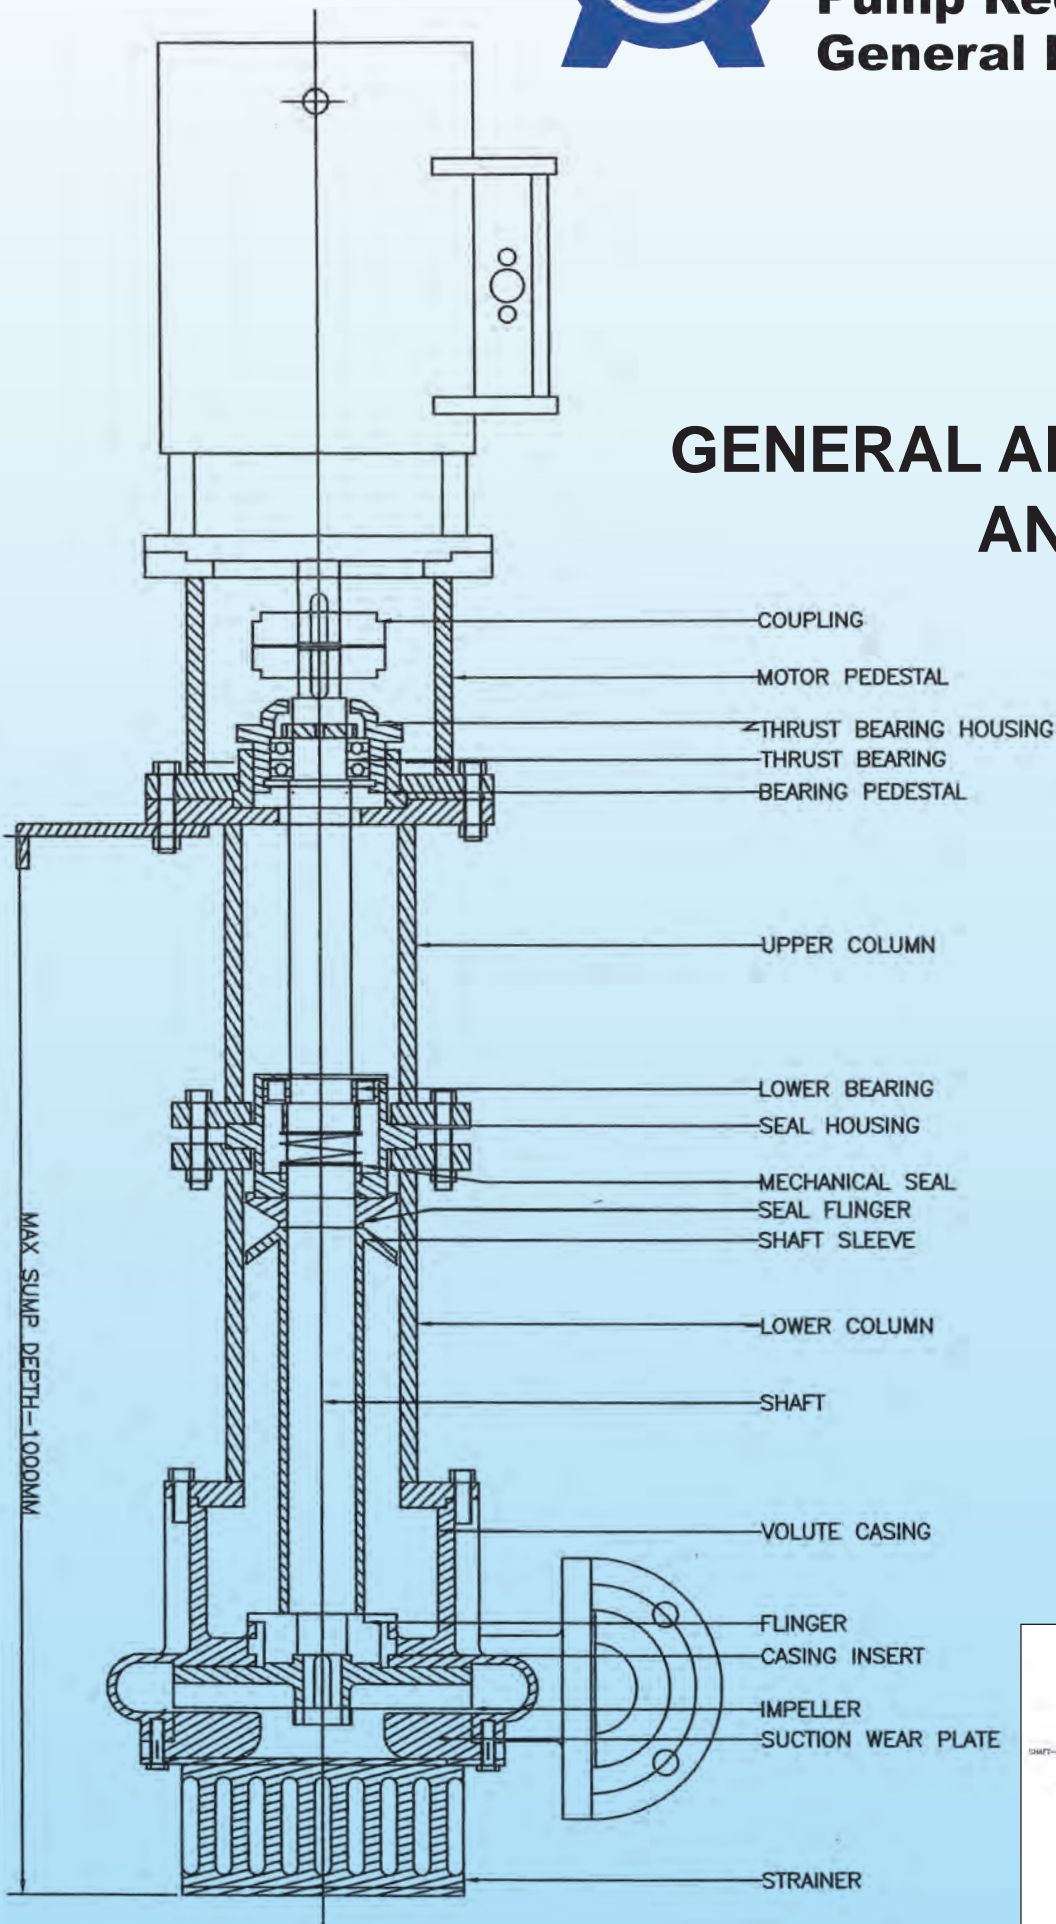 General
GENERAL
COUPLING
MOTOR PEDESTAL
THRUST BEARING HOUSING
THRUST BEARING
BEARING PEDESTAL
UPPER COLUMN
LOWER BEARING
SEAL HOUSING
MECHANICAL SEAL
SEAL FLINGER
SHAFT SLEEVE
LOWER COLUMN
SHAFT
MAX SUMP DEPTH-1000MM
VOLUTE CASING
FLINGER
CASING INSERT
IMPELLER
SUCTION WEAR PLATE
SHAFT
STRAINER